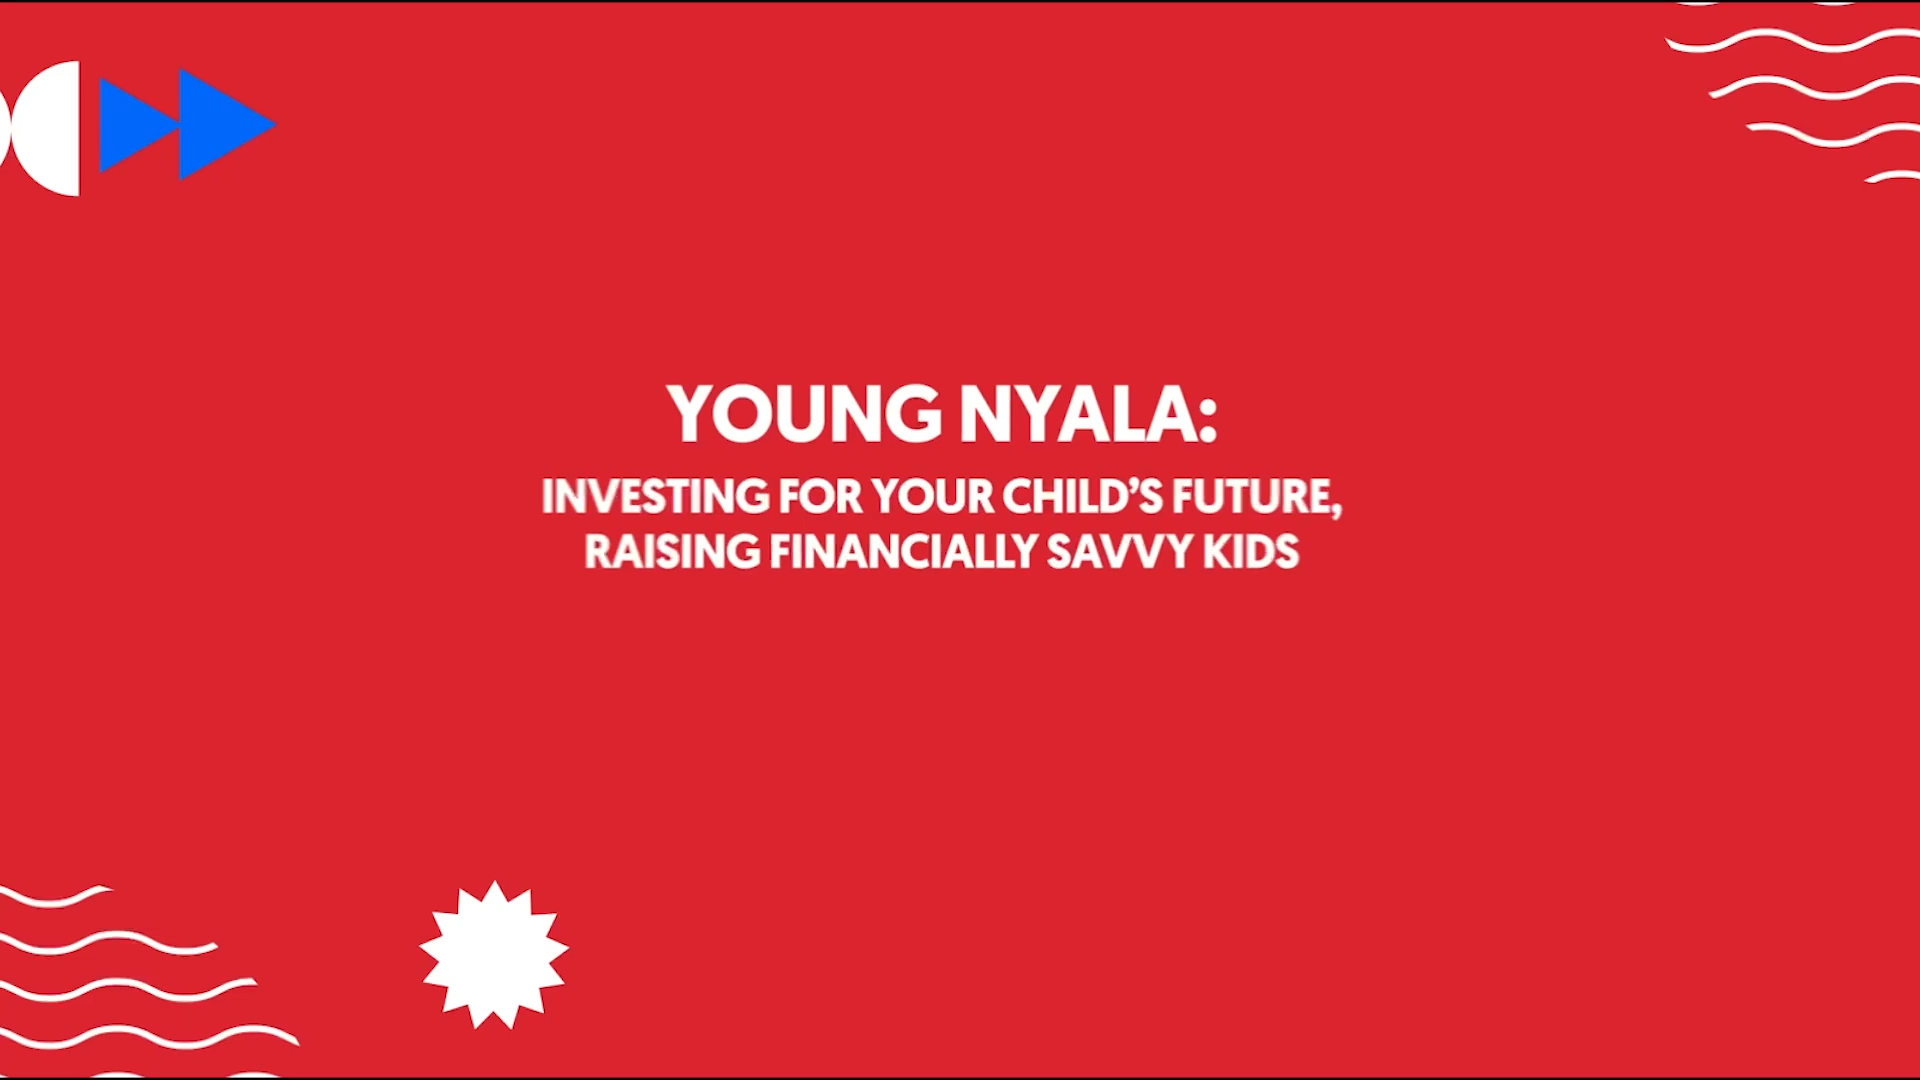 YOUNG NYALA:
INVESTING FOR YOUR CHILD’S FUTURE,
RAISING FINANCIALLY SAVVY KIDS